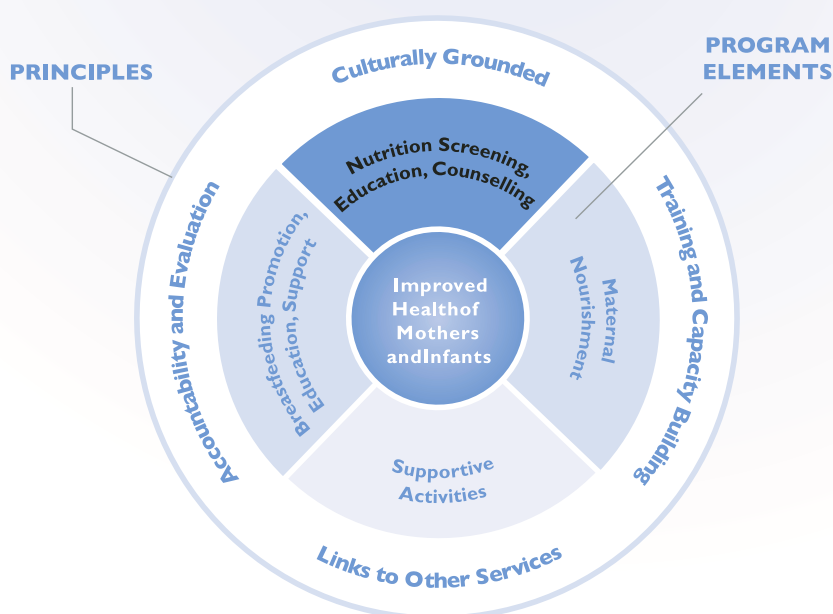 PRINCIPLES
PROGRAM
ELEMENTS
Culturally Grounded
Nutrition Screening,
Education, Counselling
Training and Capacity Building
Maternal
Nourishment
Accountability and Evaluation
Breastfeeding Promotion,
Education, Support
Improved
Healthof
Mothers
andInfants
Supportive
Activities
Links to Other Services